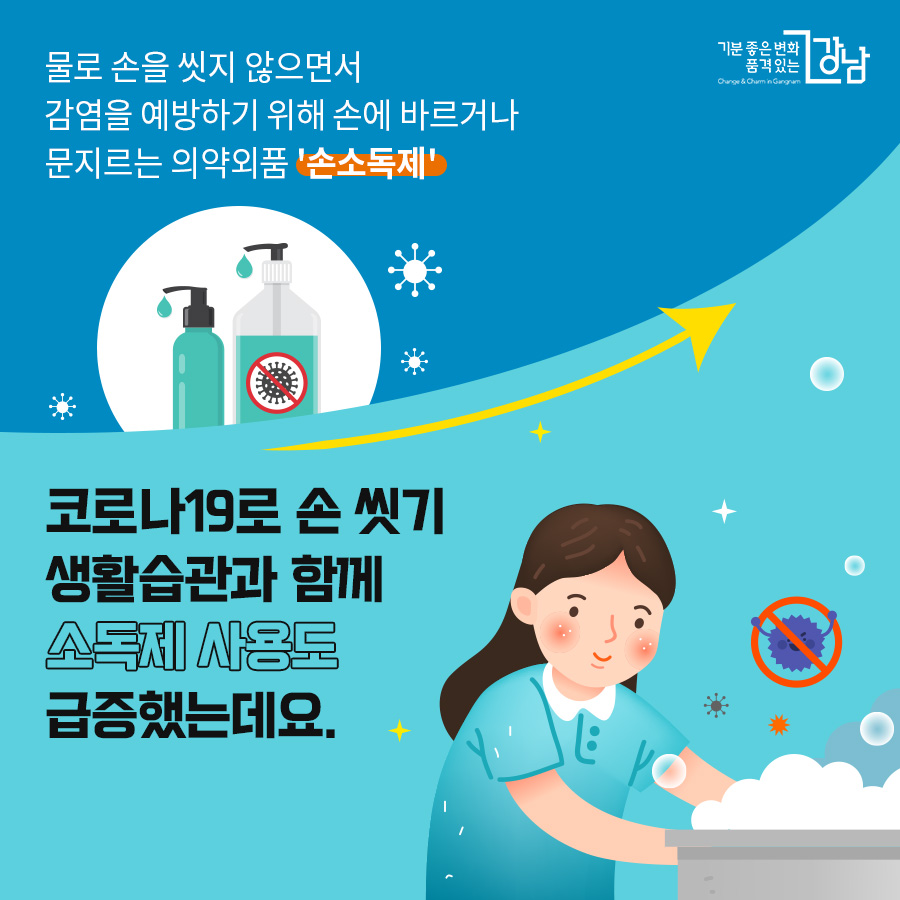 기분 좋은 변화
품격 있는
강남
Change & Charm in Gangnam
물로 손을 씻지 않으면서
감염을 예방하기 위해 손에 바르거나
문지르는 의약외품 '손소독제'
코로나19로 손 씻기
생활습관과 함께
소독제 사용도
급증했는데요.